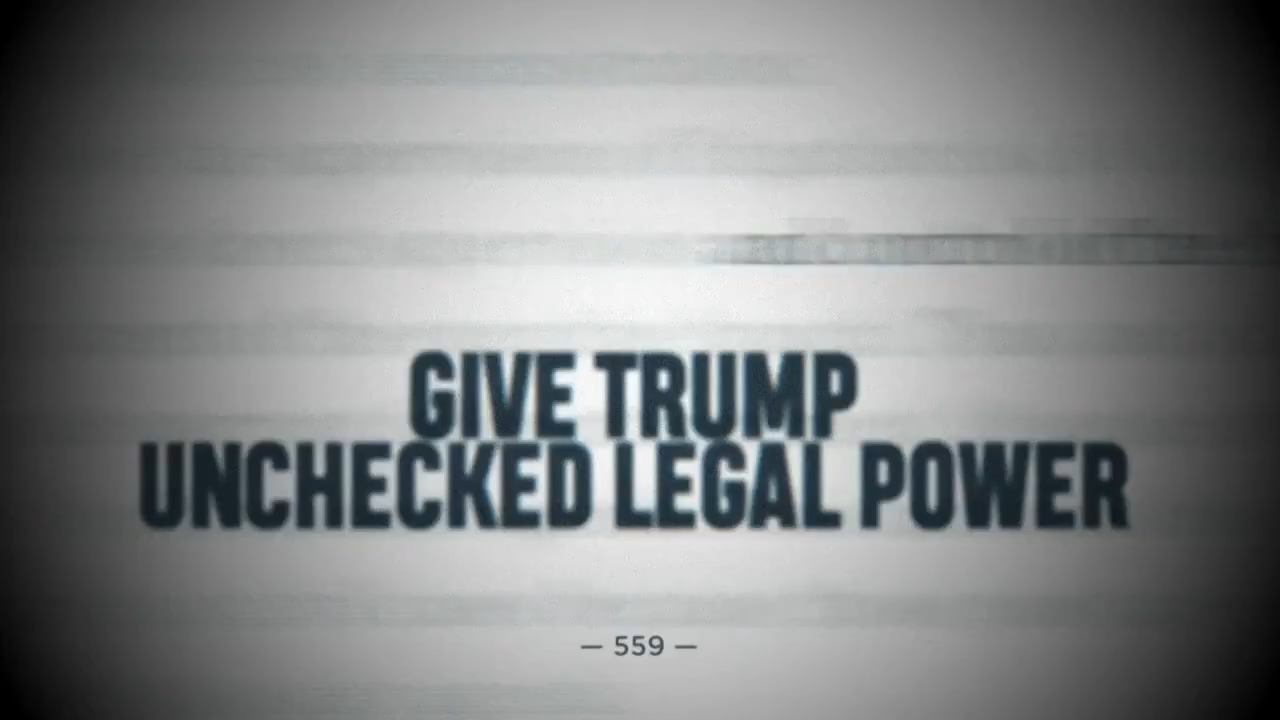 GIVE TRUMP
UNCHECKED LEGAL POWER
— 559 —